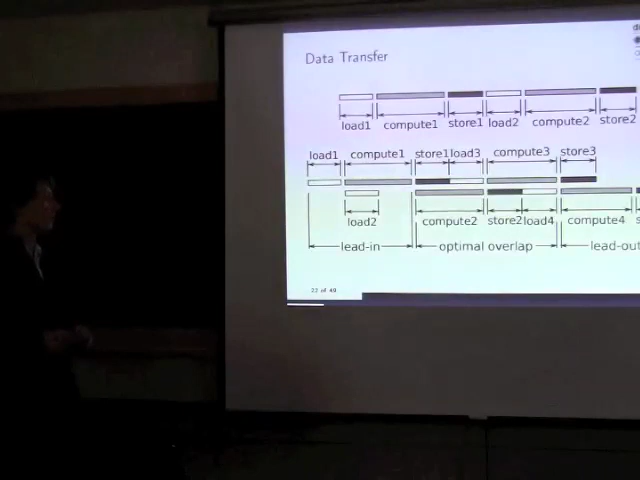 Data Transfer
load1 compute1 store1 load2 compute2 store2
load1 compute1 store1 load3 compute3 store3
load2 compute2 store2 load4 compute4
lead-in optimal overlap lead-out
22 of 49